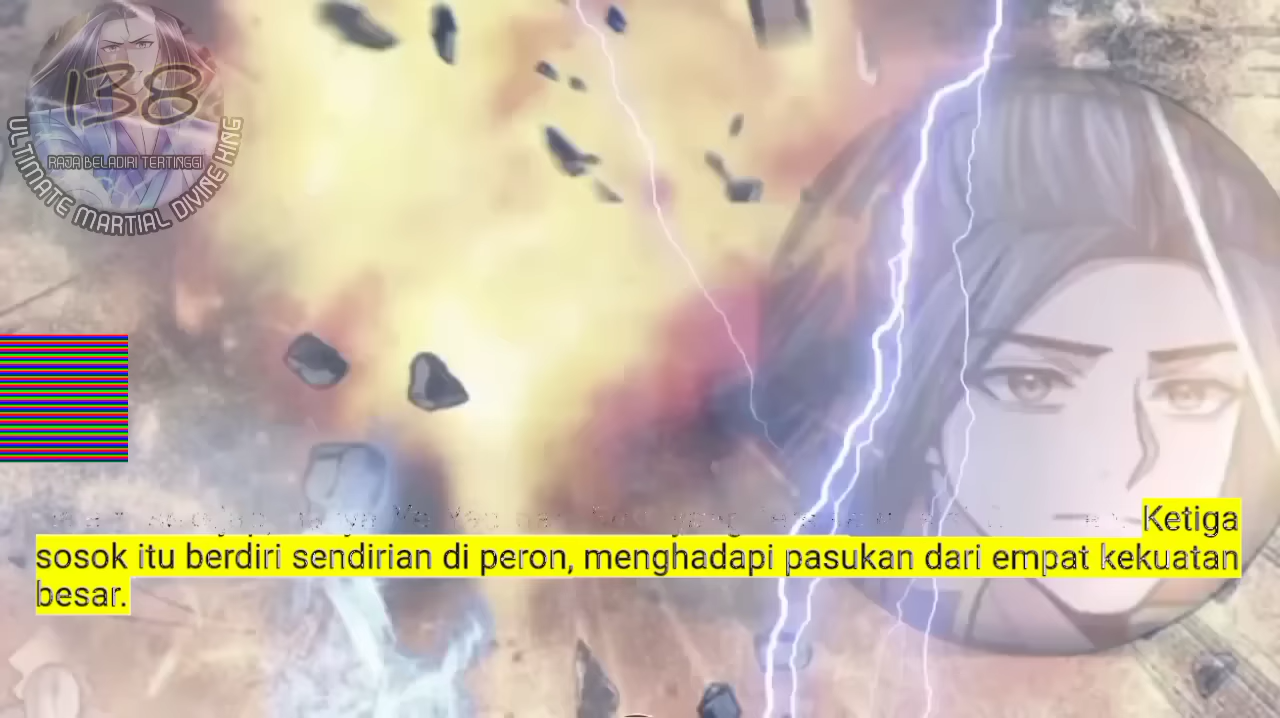 138
RAJA BELADIRI TERTINGGI
ULTIMATE MARTIAL DIVINE KING
Ketiga
sosok itu berdiri sendirian di peron, menghadapi pasukan dari empat kekuatan
besar.